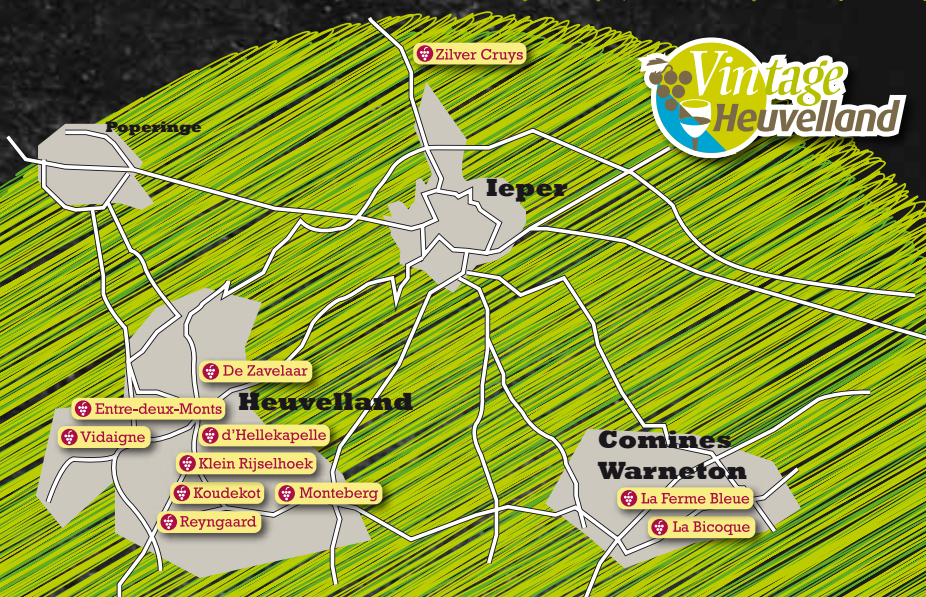 Zilver Cruys
Vintage
Heuvelland
Poperinge
Ieper
De Zavelaar
Heuvelland
Entre-deux-Monts
d'Hellekapelle
Vidaigne
Comines
Warneton
Klein Rijselhoek
Koudekot
Monteberg
La Ferme Bleue
Reyngaard
La Bicoque